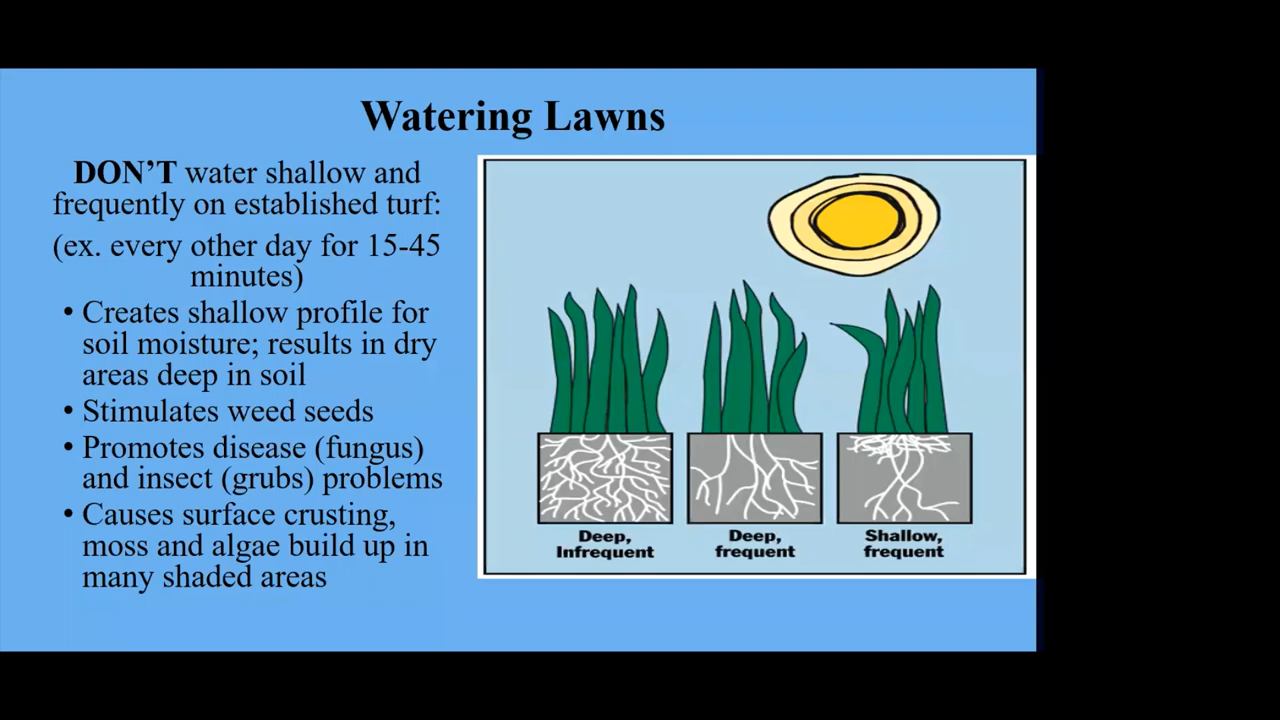 Watering Lawns
DON’T water shallow and
frequently on established turf:
(ex. every other day for 15-45
minutes)
• Creates shallow profile for
soil moisture; results in dry
areas deep in soil
• Stimulates weed seeds
• Promotes disease (fungus)
and insect (grubs) problems
• Causes surface crusting,
moss and algae build up in
many shaded areas
Deep,
Infrequent
Deep,
frequent
Shallow,
frequent